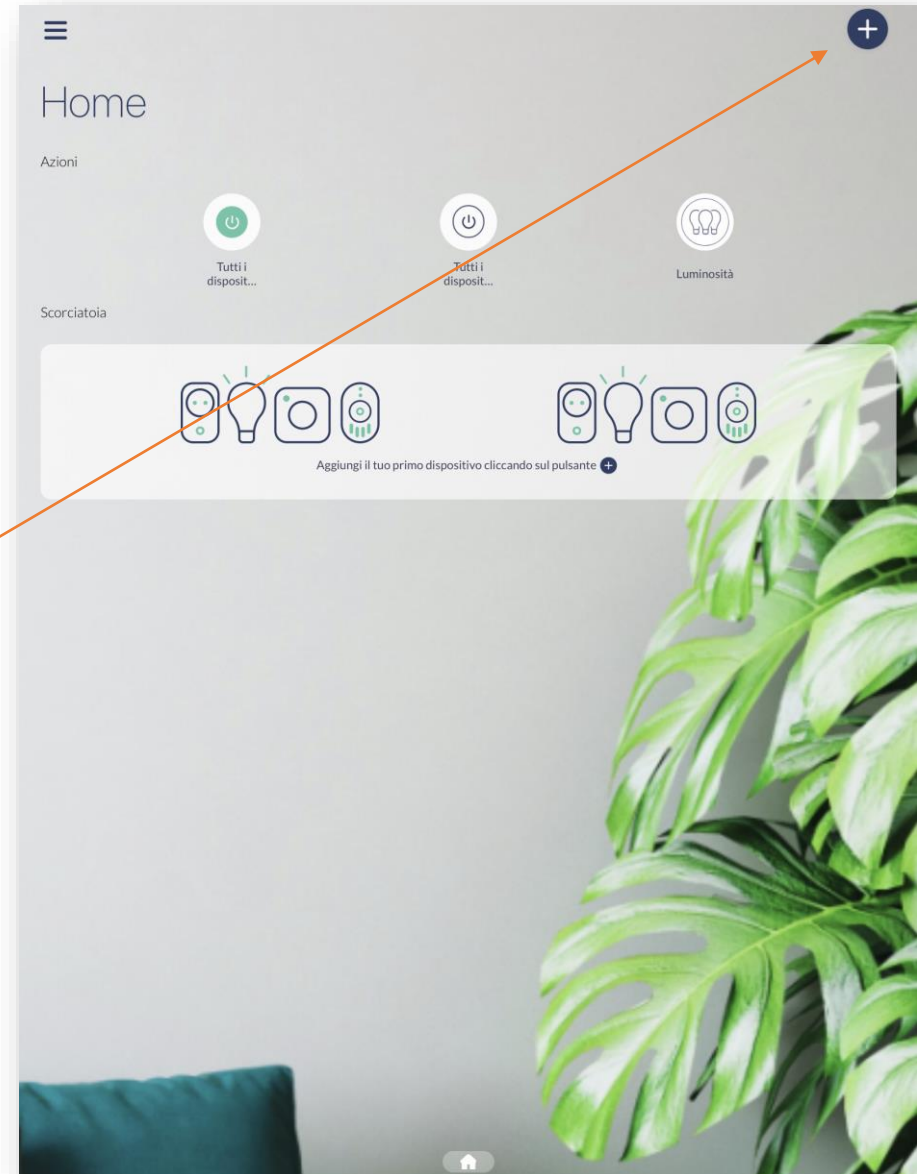 Home
Azioni
Tutti i
disposit...
Tutti i
disposit...
Luminosità
Scorciatoia
Aggiungi il tuo primo dispositivo cliccando sul pulsante